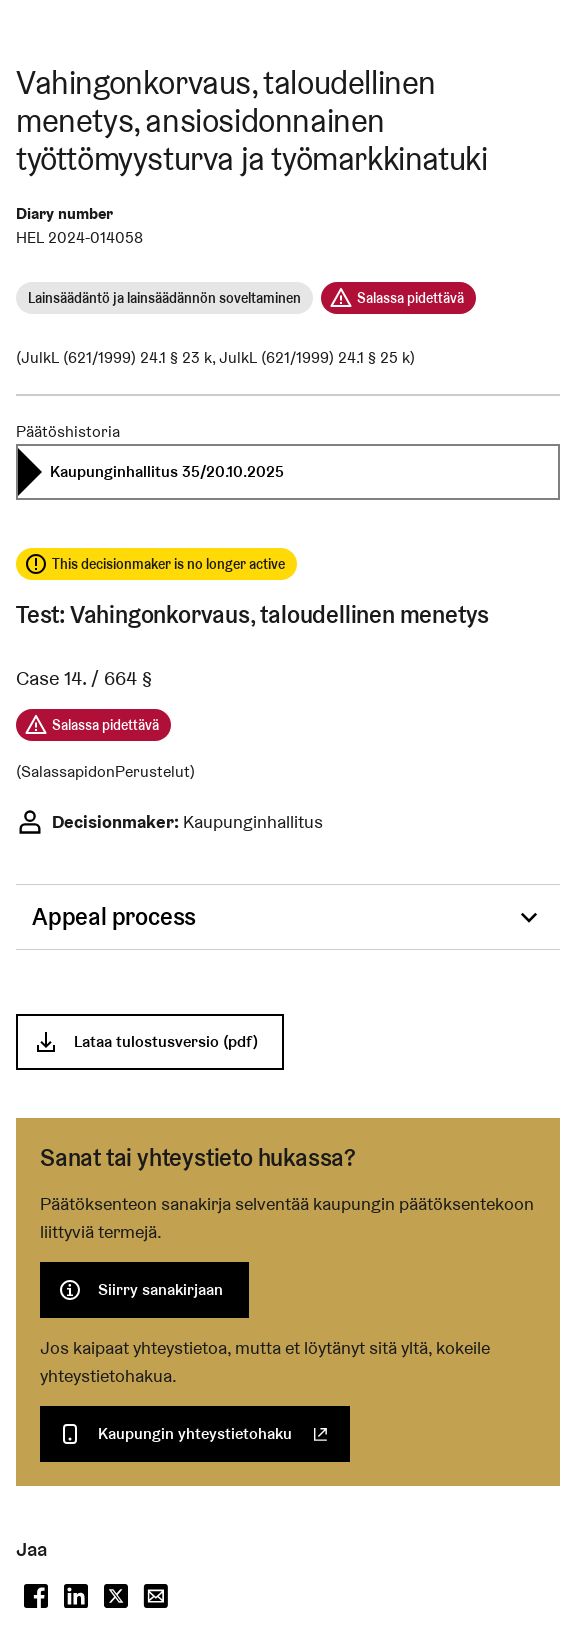 Vahingonkorvaus, taloudellinen
menetys, ansiosidonnainen
työttömyysturva ja työmarkkinatuki
Diary number
HEL 2024-014058
Lainsäädäntö ja lainsäädännön soveltaminen
Salassa pidettävä
(JulkL (621/1999) 24.1 § 23 k, JulkL (621/1999) 24.1 § 25 k)
Päätöshistoria
Kaupunginhallitus 35/20.10.2025
This decisionmaker is no longer active
Test: Vahingonkorvaus, taloudellinen menetys
Case 14. / 664 §
Salassa pidettävä
(SalassapidonPerustelut)
Decisionmaker: Kaupunginhallitus
Appeal process
Lataa tulostusversio (pdf)
Sanat tai yhteystieto hukassa?
Päätöksenteon sanakirja selventää kaupungin päätöksentekoon
liittyviä termejä.
Siirry sanakirjaan
Jos kaipaat yhteystietoa, mutta et löytänyt sitä yltä, kokeile
yhteystietohakua.
Kaupungin yhteystietohaku
Jaa